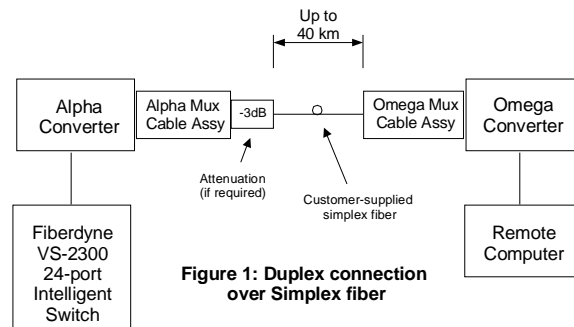 Up to
40 km
Alpha
Converter
Alpha Mux
Cable Assy
-3dB
Omega Mux
Cable Assy
Omega
Converter
Attenuation
(if required)
Customer-supplied
simplex fiber
Fiberdyne
VS-2300
24-port
Intelligent
Switch
Remote
Computer
Figure 1: Duplex connection
over Simplex fiber